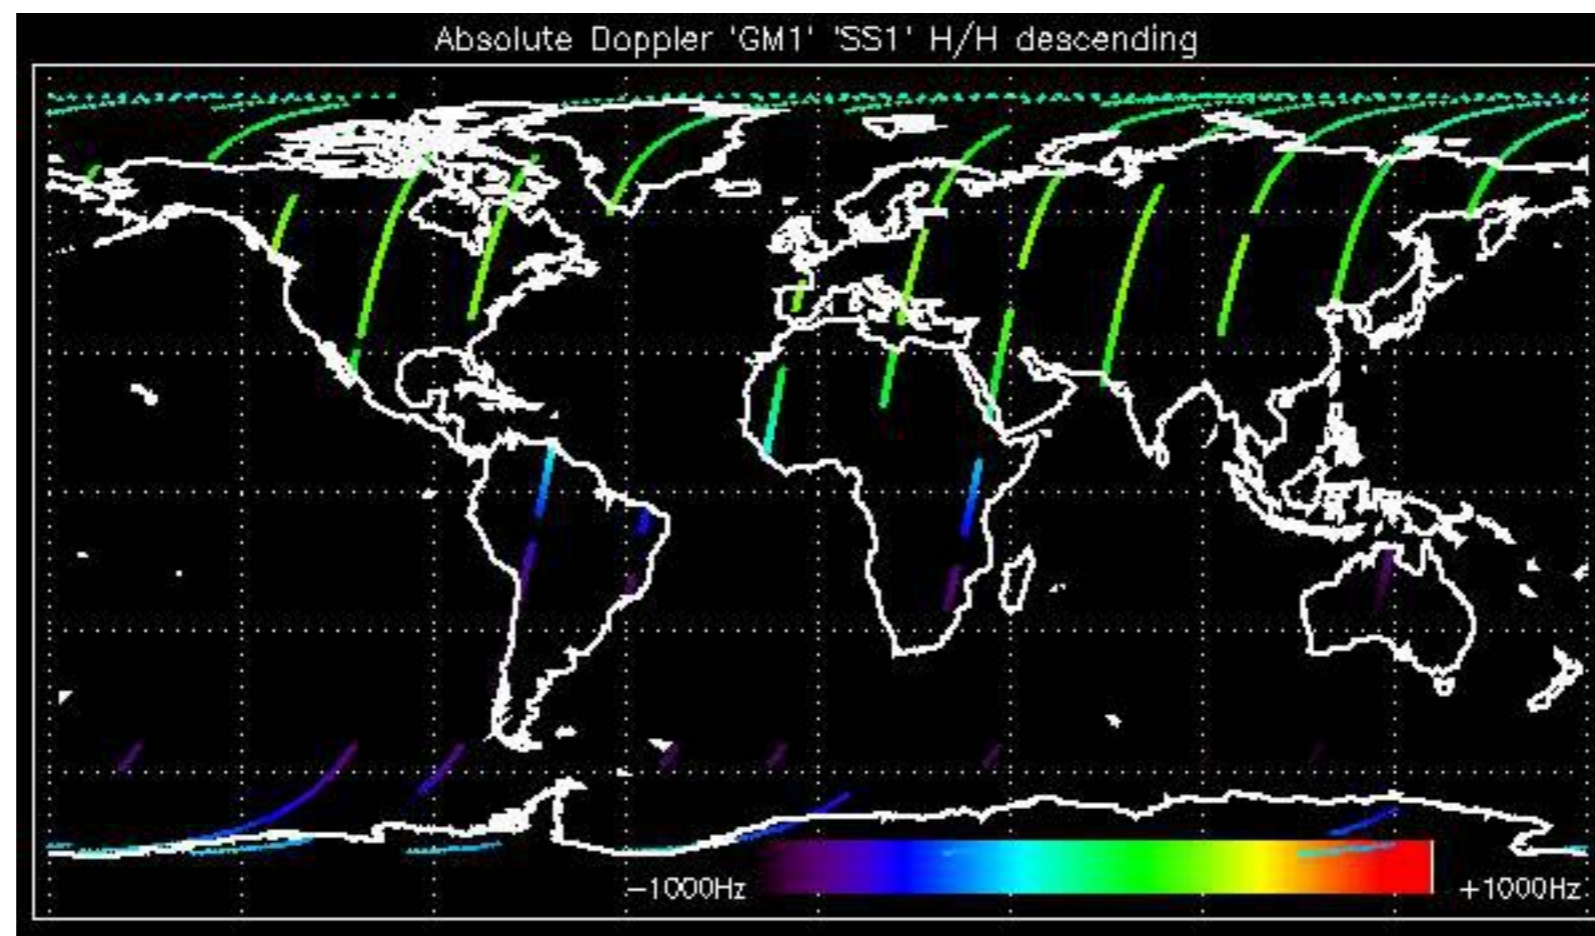 Absolute Doppler 'GM1' 'SS1' H/H descending
-1000Hz +1000Hz